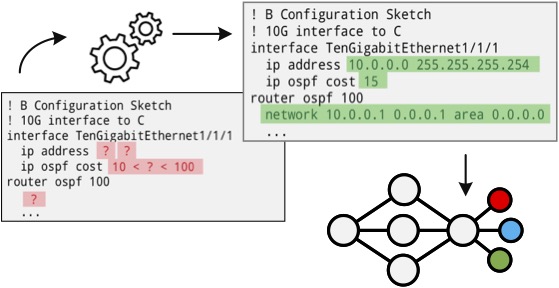 ! B Configuration Sketch
! 10G interface to C
interface TenGigabitEthernet1/1/1
ip address 10.0.0.0 255.255.255.254
ip ospf cost 15
router ospf 100
network 10.0.0.1 0.0.0.1 area 0.0.0.0
...
! B Configuration Sketch
! 10G interface to C
interface TenGigabitEthernet1/1/1
ip address ? ?
ip ospf cost 10 < ? < 100
router ospf 100
?
...